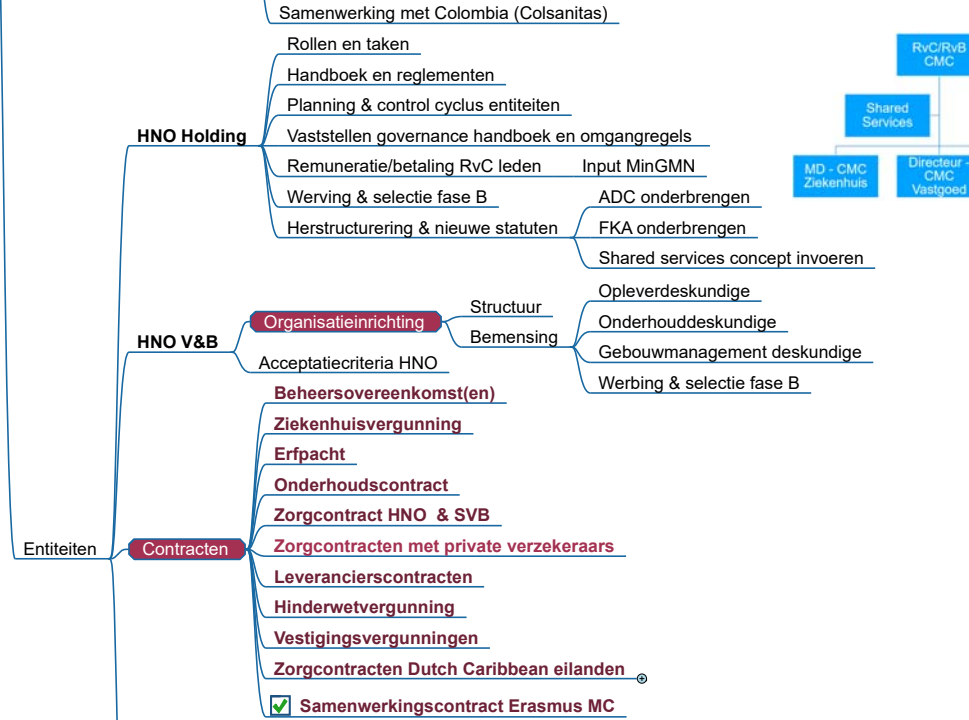 Samenwerking met Colombia (Colsanitas)
Rollen en taken
Handboek en reglementen
Planning & control cyclus entiteiten
HNO Holding
Vaststellen governance handboek en omgangregels
Remuneratie/betaling RvC leden
Input MinGMN
Werving & selectie fase B
Herstructurering & nieuwe statuten
ADC onderbrengen
FKA onderbrengen
Shared services concept invoeren
RvC/RvB
CMC
Shared
Services
MD - CMC
Ziekenhuis
Directeur -
CMC
Vastgoed
HNO V&B
Organisatieinrichting
Structuur
Bemensing
Opleverdeskundige
Onderhouddeskundige
Gebouwmanagement deskundige
Werbing & selectie fase B
Acceptatiecriteria HNO
Entiteiten
Contracten
Beheersovereenkomst(en)
Ziekenhuisvergunning
Erfpacht
Onderhoudscontract
Zorgcontract HNO & SVB
Zorgcontracten met private verzekeraars
Leverancierscontracten
Hinderwetvergunning
Vestigingsvergunningen
Zorgcontracten Dutch Caribbean eilanden
Samenwerkingscontract Erasmus MC